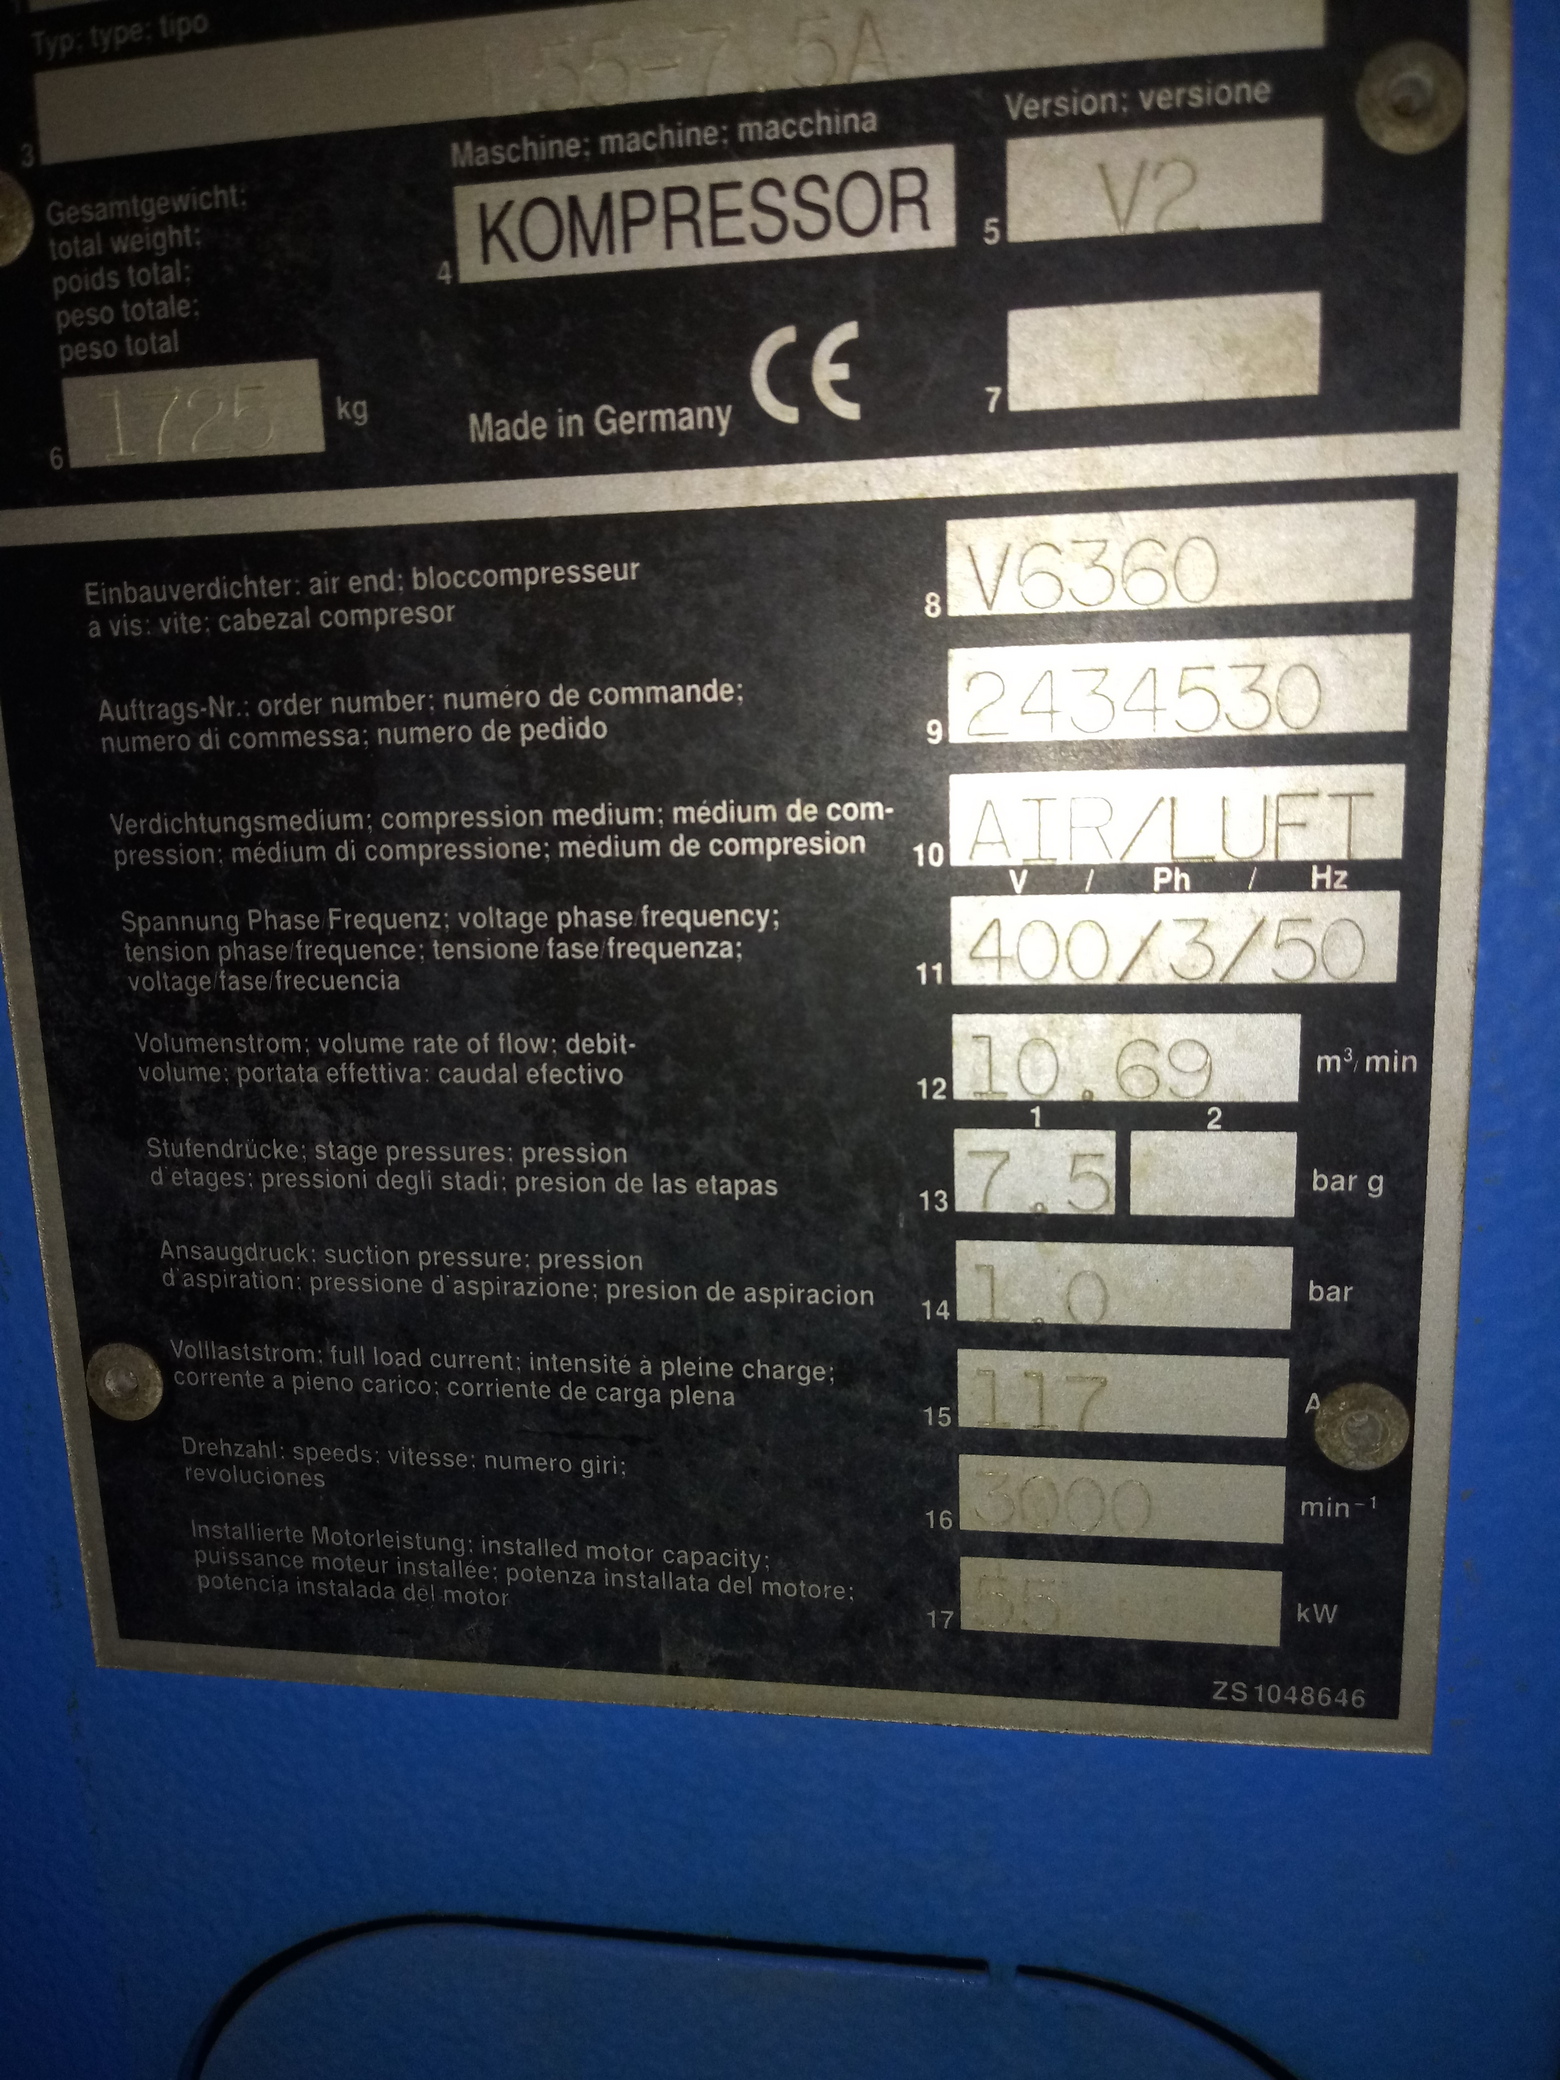 Typ: type: tipo
3 L55-7.5A
Maschine; machine; macchina
4 KOMPRESSOR
Version; versione
5 V2
Gesamtgewicht;
total weight;
poids total;
peso totale;
peso total
6 1725 kg
Made in Germany CE
7
Einbauverdichter: air end; bloccompresseur
a vis: vite; cabezal compresor
8 V6360
Auftrags-Nr.: order number; numéro de commande;
numero di commessa; numero de pedido
9 2434530
Verdichtungsmedium; compression medium; médium de com-
pression; médium di compressione; médium de compresion
10 AIR/LUFT
V / Ph / Hz
Spannung Phase/Frequenz; voltage phase/frequency;
tension phase/frequence; tensione fase/frequenza;
voltage/fase/frecuencia
11 400/3/50
Volumenstrom; volume rate of flow; debit-
volume; portata effettiva: caudal efectivo
12 10.69 m³/min
1 2
Stufendrücke; stage pressures; pression
d'etages; pressioni degli stadi; presion de las etapas
13 7.5 bar g
Ansaugdruck: suction pressure; pression
d'aspiration; pressione d'aspirazione; presion de aspiracion
14 1.0 bar
Volllaststrom; full load current; intensité à pleine charge;
corrente a pieno carico; corriente de carga plena
15 117 A
Drehzahl: speeds; vitesse; numero giri;
revoluciones
16 3000 min⁻¹
Installierte Motorleistung; installed motor capacity;
puissance moteur installée; potenza installata del motore;
potencia instalada del motor
17 55 kW
ZS1048646